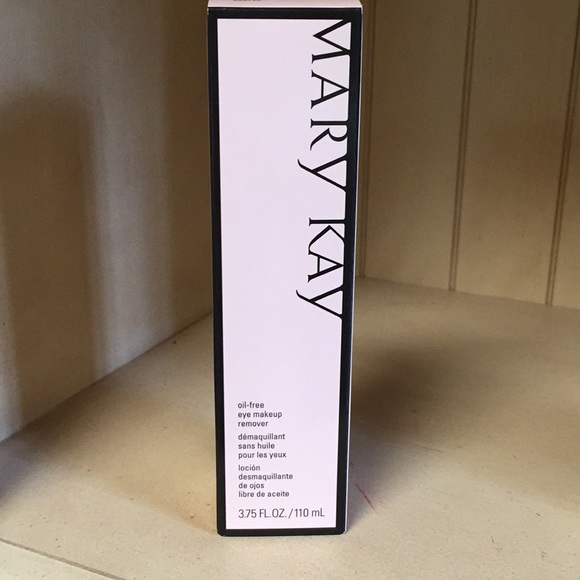 MARY KAY
oil-free
eye makeup
remover
démaquillant
sans huile
pour les yeux
loción
desmaquillante
de ojos
libre de aceite
3.75 FL.OZ./110 mL